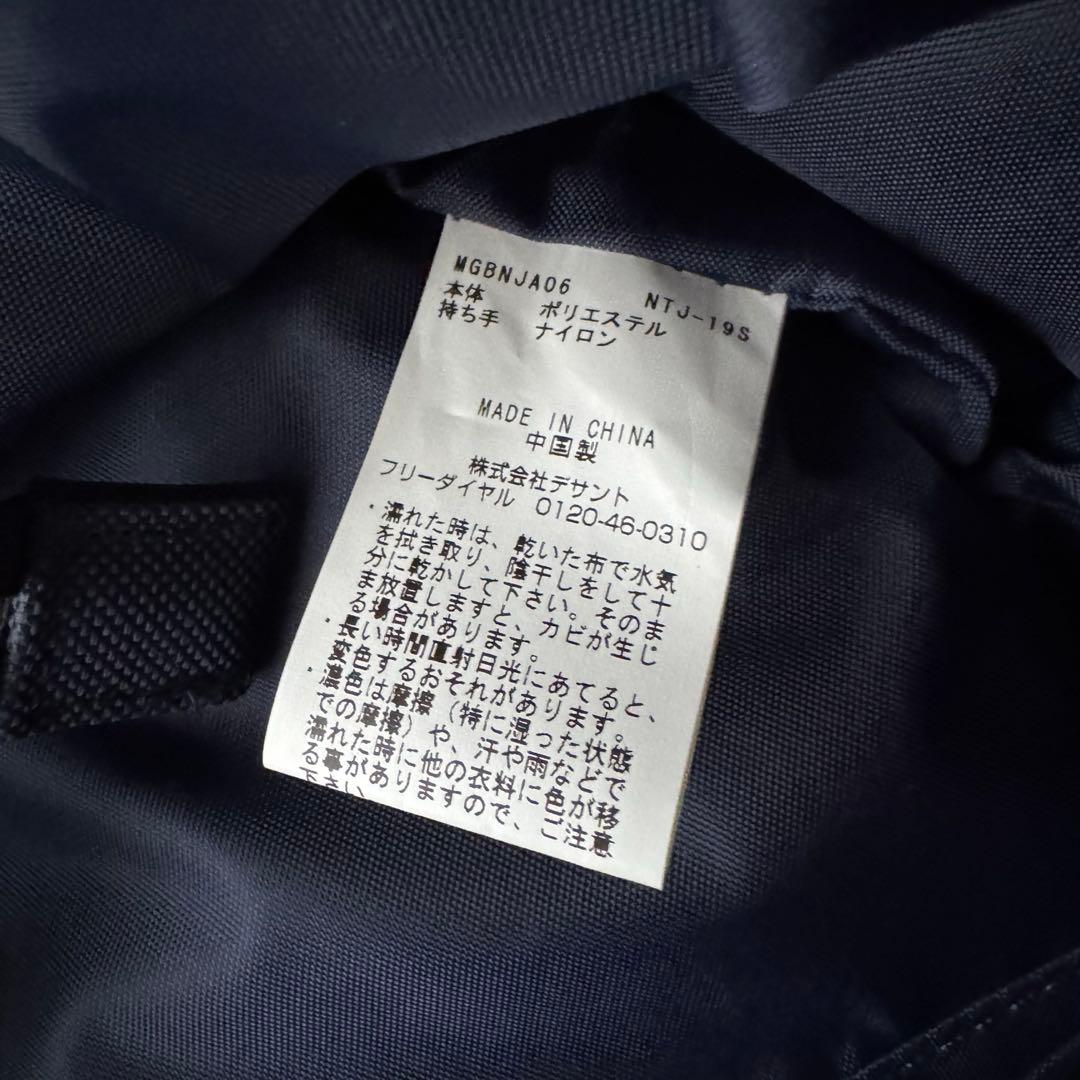 MGBNJA06 NTJ-19S
本体 ポリエステル
持ち手 ナイロン
MADE IN CHINA
中国製
株式会社デサント
フリーダイヤル 0120-46-0310
・濡れた時は、乾いた布で水気
を拭き取り、陰干しをして十
分に乾かして下さい。そのま
ま放置しますと、カビが生じ
る場合があります。
・長い時間直射日光にあてると、
変色するおそれがあります。
・濃色は摩擦（特に湿った状態
での摩擦）や、汗や雨などで
濡れた時に他の衣料に色が移
る事がありますので、ご注意
下さい。